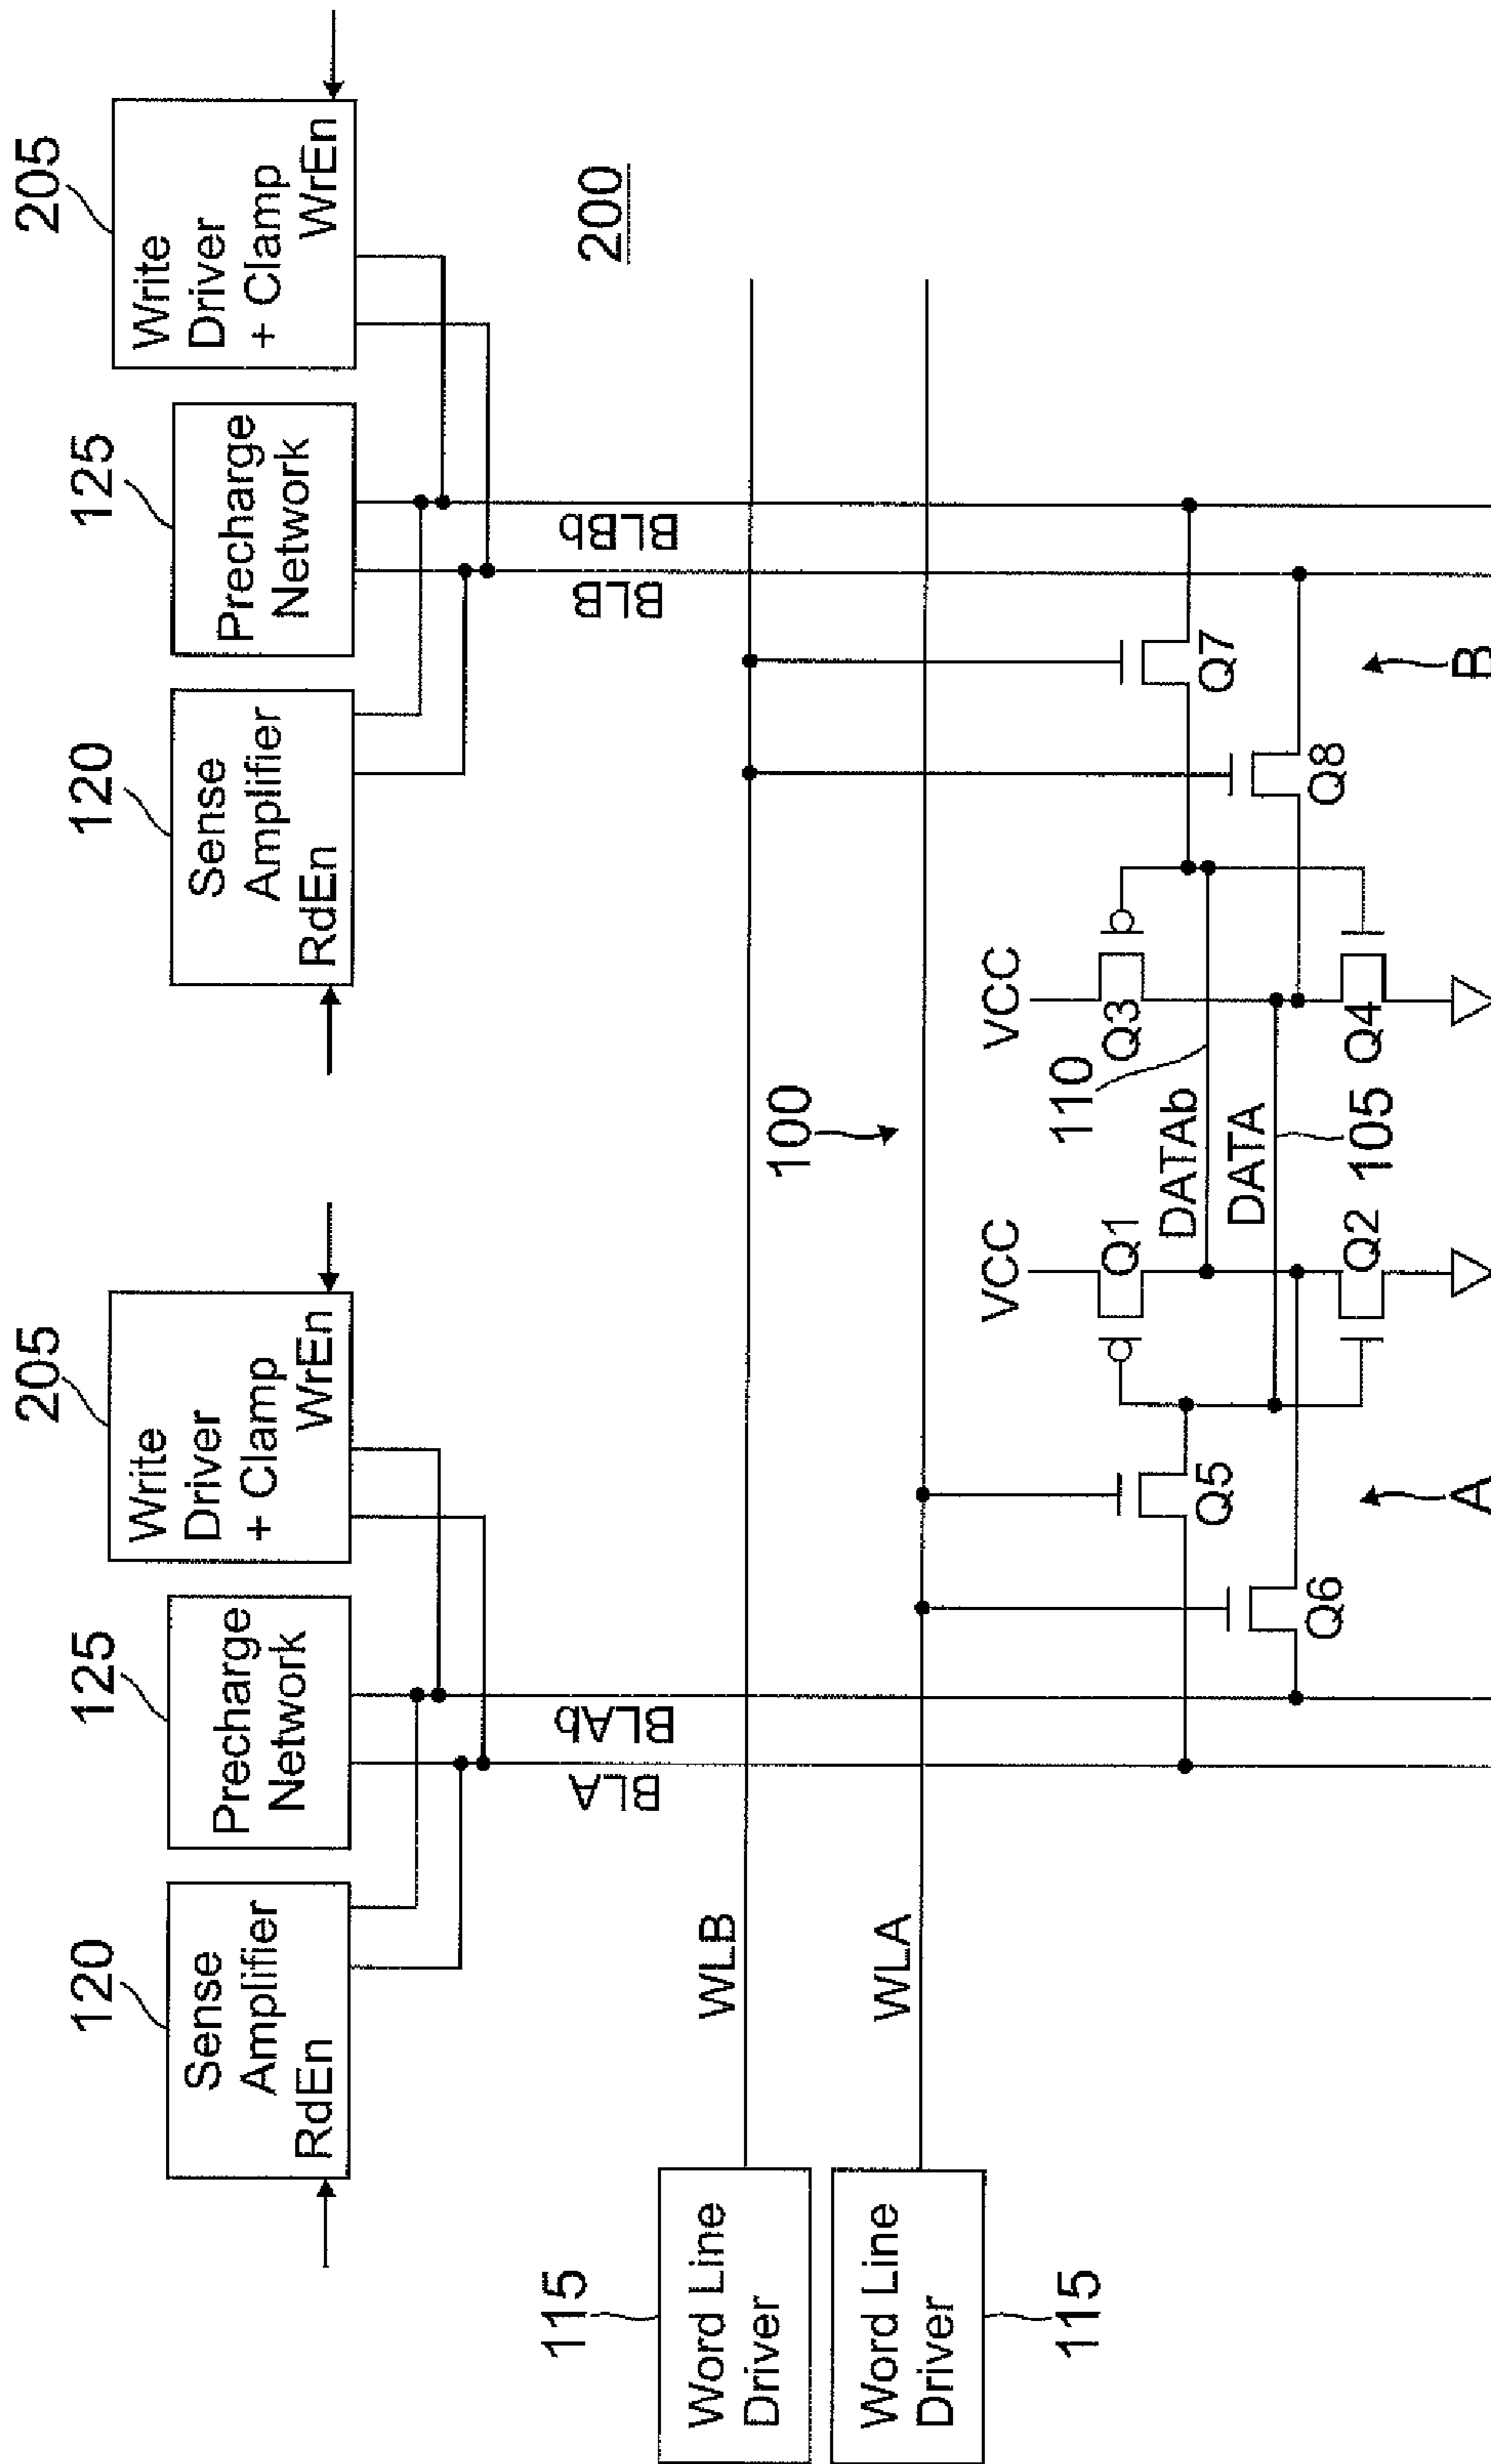 205
205
120
125
120
125
Sense
Amplifier
RdEn
Precharge
Network
Write
Driver
+ Clamp
WrEn
Sense
Amplifier
RdEn
Precharge
Network
Write
Driver
+ Clamp
WrEn
200
BLA
BLAb
BLB
BLBb
115
Word Line
Driver
WLB
100
Word Line
Driver
WLA
115
VCC
VCC
110
Q1
Q3
DATAb
DATA
105
Q5
Q7
Q6
Q2
Q4
Q8
A
B